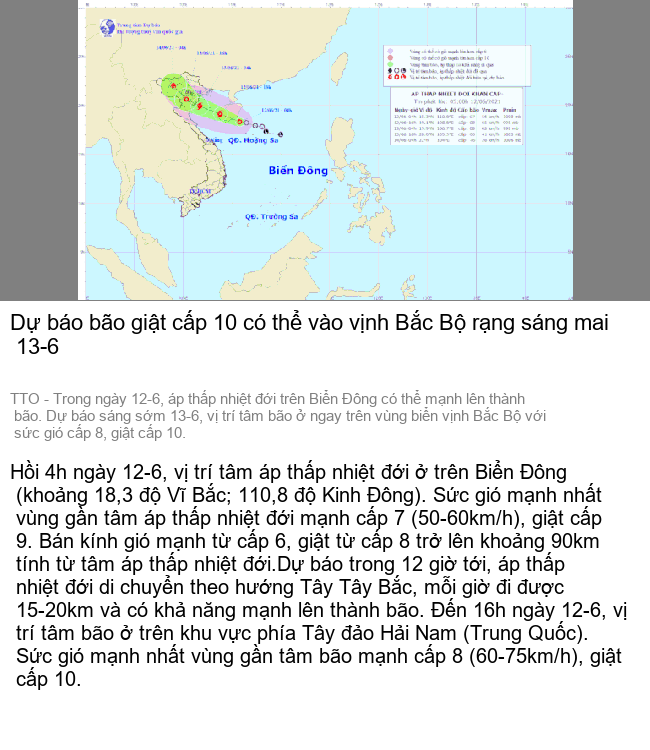 Biển Đông
QĐ. Hoàng Sa
QĐ. Trường Sa
ÁP THẤP NHIỆT ĐỚI KHẨN CẤP
Dự báo bão giật cấp 10 có thể vào vịnh Bắc Bộ rạng sáng mai
13-6
TTO - Trong ngày 12-6, áp thấp nhiệt đới trên Biển Đông có thể mạnh lên thành
bão. Dự báo sáng sớm 13-6, vị trí tâm bão ở ngay trên vùng biển vịnh Bắc Bộ với
sức gió cấp 8, giật cấp 10.
Hồi 4h ngày 12-6, vị trí tâm áp thấp nhiệt đới ở trên Biển Đông
(khoảng 18,3 độ Vĩ Bắc; 110,8 độ Kinh Đông). Sức gió mạnh nhất
vùng gần tâm áp thấp nhiệt đới mạnh cấp 7 (50-60km/h), giật cấp
9. Bán kính gió mạnh từ cấp 6, giật từ cấp 8 trở lên khoảng 90km
tính từ tâm áp thấp nhiệt đới.Dự báo trong 12 giờ tới, áp thấp
nhiệt đới di chuyển theo hướng Tây Tây Bắc, mỗi giờ đi được
15-20km và có khả năng mạnh lên thành bão. Đến 16h ngày 12-6, vị
trí tâm bão ở trên khu vực phía Tây đảo Hải Nam (Trung Quốc).
Sức gió mạnh nhất vùng gần tâm bão mạnh cấp 8 (60-75km/h), giật
cấp 10.